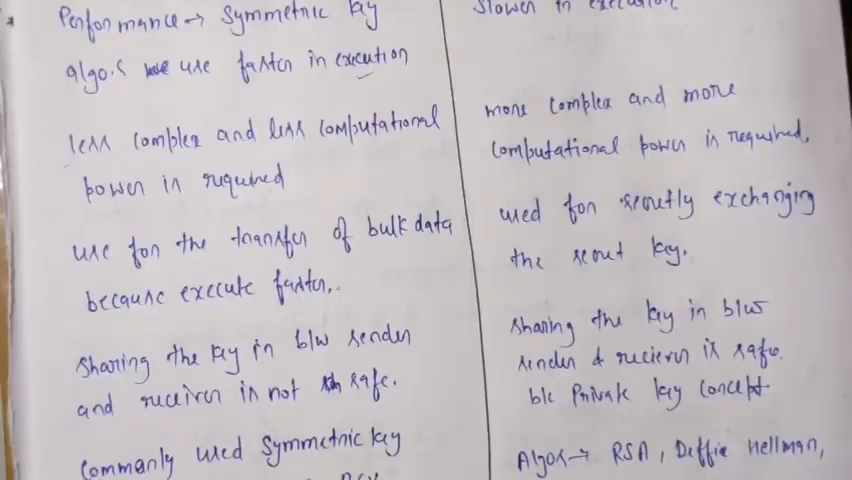 Performance → Symmetric key
algo.s use faster in execution
less complex and less computational
power is required
use for the transfer of bulk data
because execute faster..
sharing the key in b/w sender
and receiver is not safe.
Commonly used Symmetric key
slower in execution
more complex and more
computational power is required.
used for secretly exchanging
the secret key.
sharing the key in b/w
sender & reciever is safe.
b/c Private key concept
Algos → RSA, Deffie Hellman,